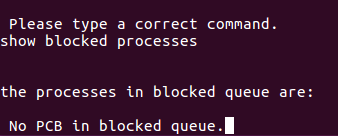 Please type a correct command.
show blocked processes
the processes in blocked queue are:
No PCB in blocked queue.